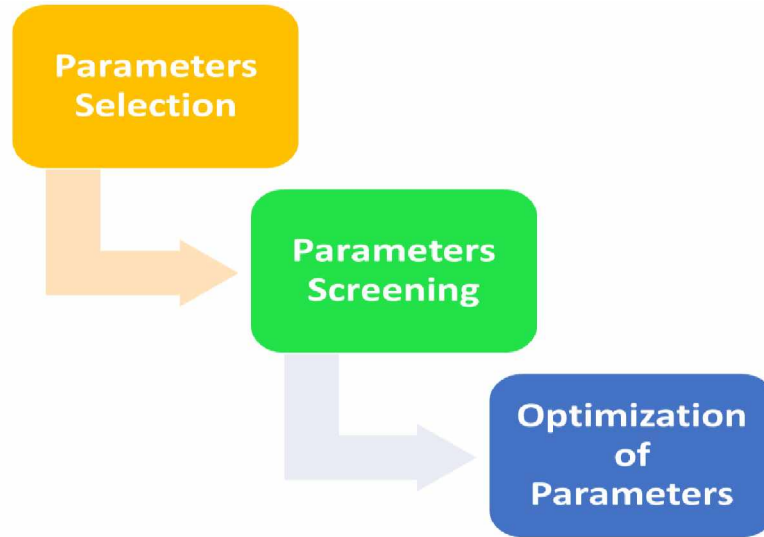 Parameters
Selection
Parameters
Screening
Optimization
of
Parameters